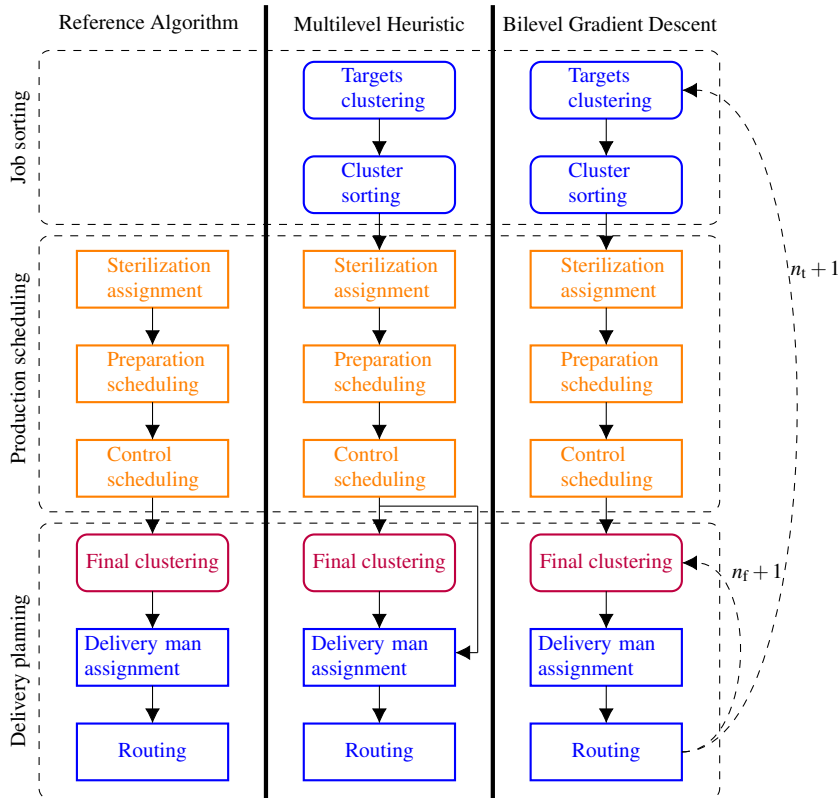 Reference Algorithm
Multilevel Heuristic
Bilevel Gradient Descent
Job sorting
Targets
clustering
Targets
clustering
Cluster
sorting
Cluster
sorting
Production scheduling
Sterilization
assignment
Sterilization
assignment
Sterilization
assignment
n_t + 1
Preparation
scheduling
Preparation
scheduling
Preparation
scheduling
Control
scheduling
Control
scheduling
Control
scheduling
Delivery planning
Final clustering
Final clustering
Final clustering
n_f + 1
Delivery man
assignment
Delivery man
assignment
Delivery man
assignment
Routing
Routing
Routing